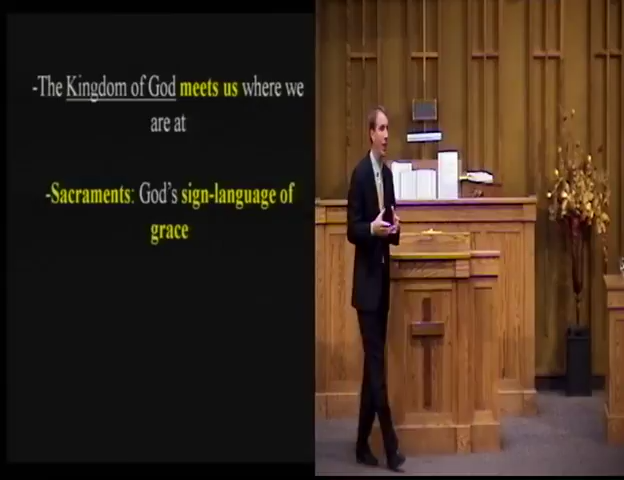 -The Kingdom of God meets us where we
are at
-Sacraments: God's sign-language of
grace